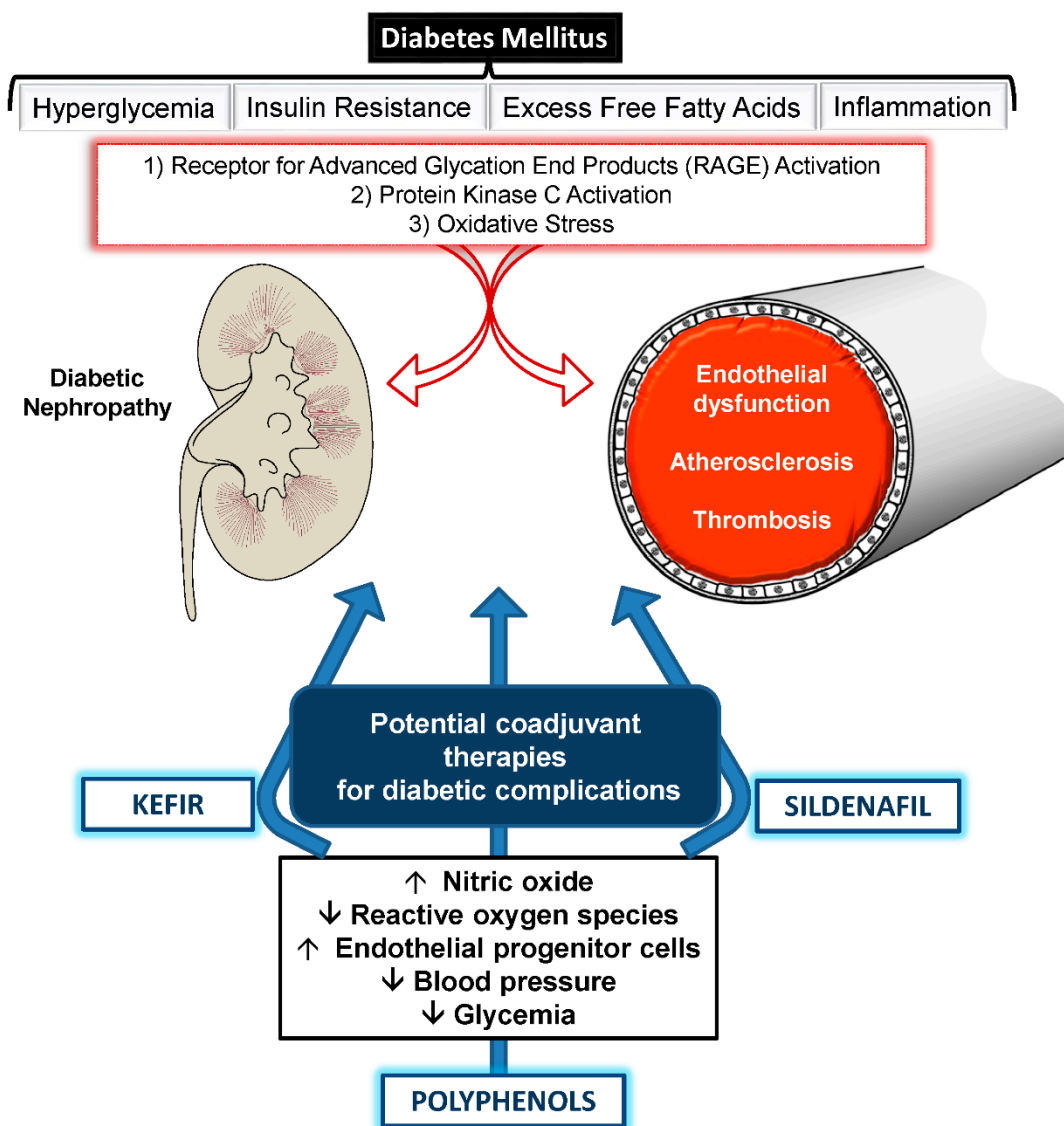 Diabetes Mellitus
Hyperglycemia
Insulin Resistance
Excess Free Fatty Acids
Inflammation
1) Receptor for Advanced Glycation End Products (RAGE) Activation
2) Protein Kinase C Activation
3) Oxidative Stress
Diabetic
Nephropathy
Endothelial
dysfunction
Atherosclerosis
Thrombosis
Potential coadjuvant
therapies
for diabetic complications
KEFIR
SILDENAFIL
↑ Nitric oxide
↓ Reactive oxygen species
↑ Endothelial progenitor cells
↓ Blood pressure
↓ Glycemia
POLYPHENOLS